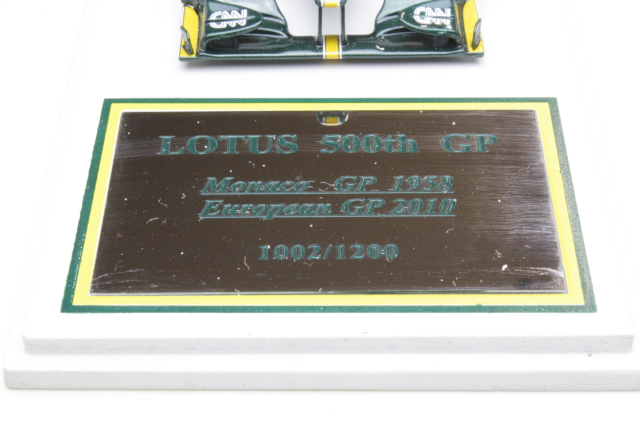 CNN CNN
LOTUS 500th GP
Monaco GP 1958
European GP 2010
1002/1200